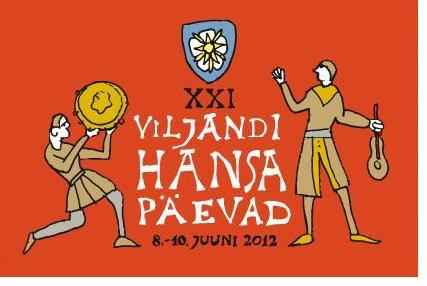 XXI
VILJANDI
HANSA
PÄEVAD
8.-10. JUUNI 2012